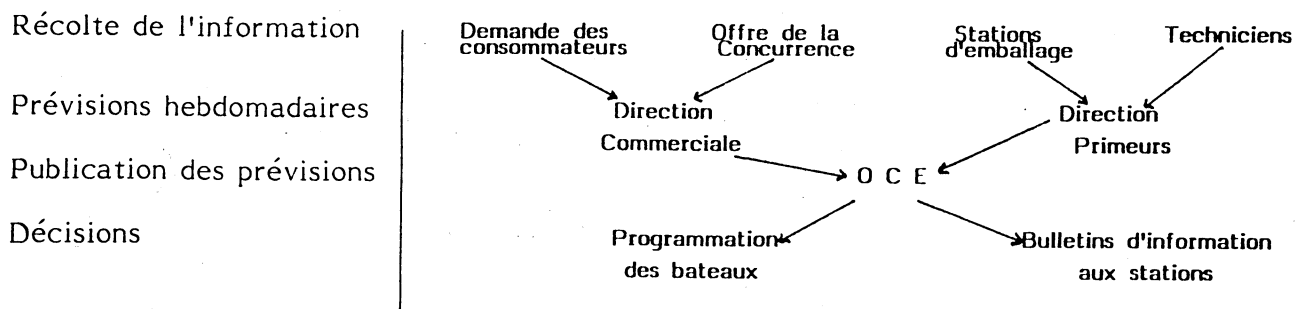 Récolte de l'information
Prévisions hebdomadaires
Publication des prévisions
Décisions
Demande des
consommateurs
Offre de la
Concurrence
Stations
d'emballage
Techniciens
Direction
Commerciale
Direction
Primeurs
O C E
Programmation
des bateaux
Bulletins d'information
aux stations